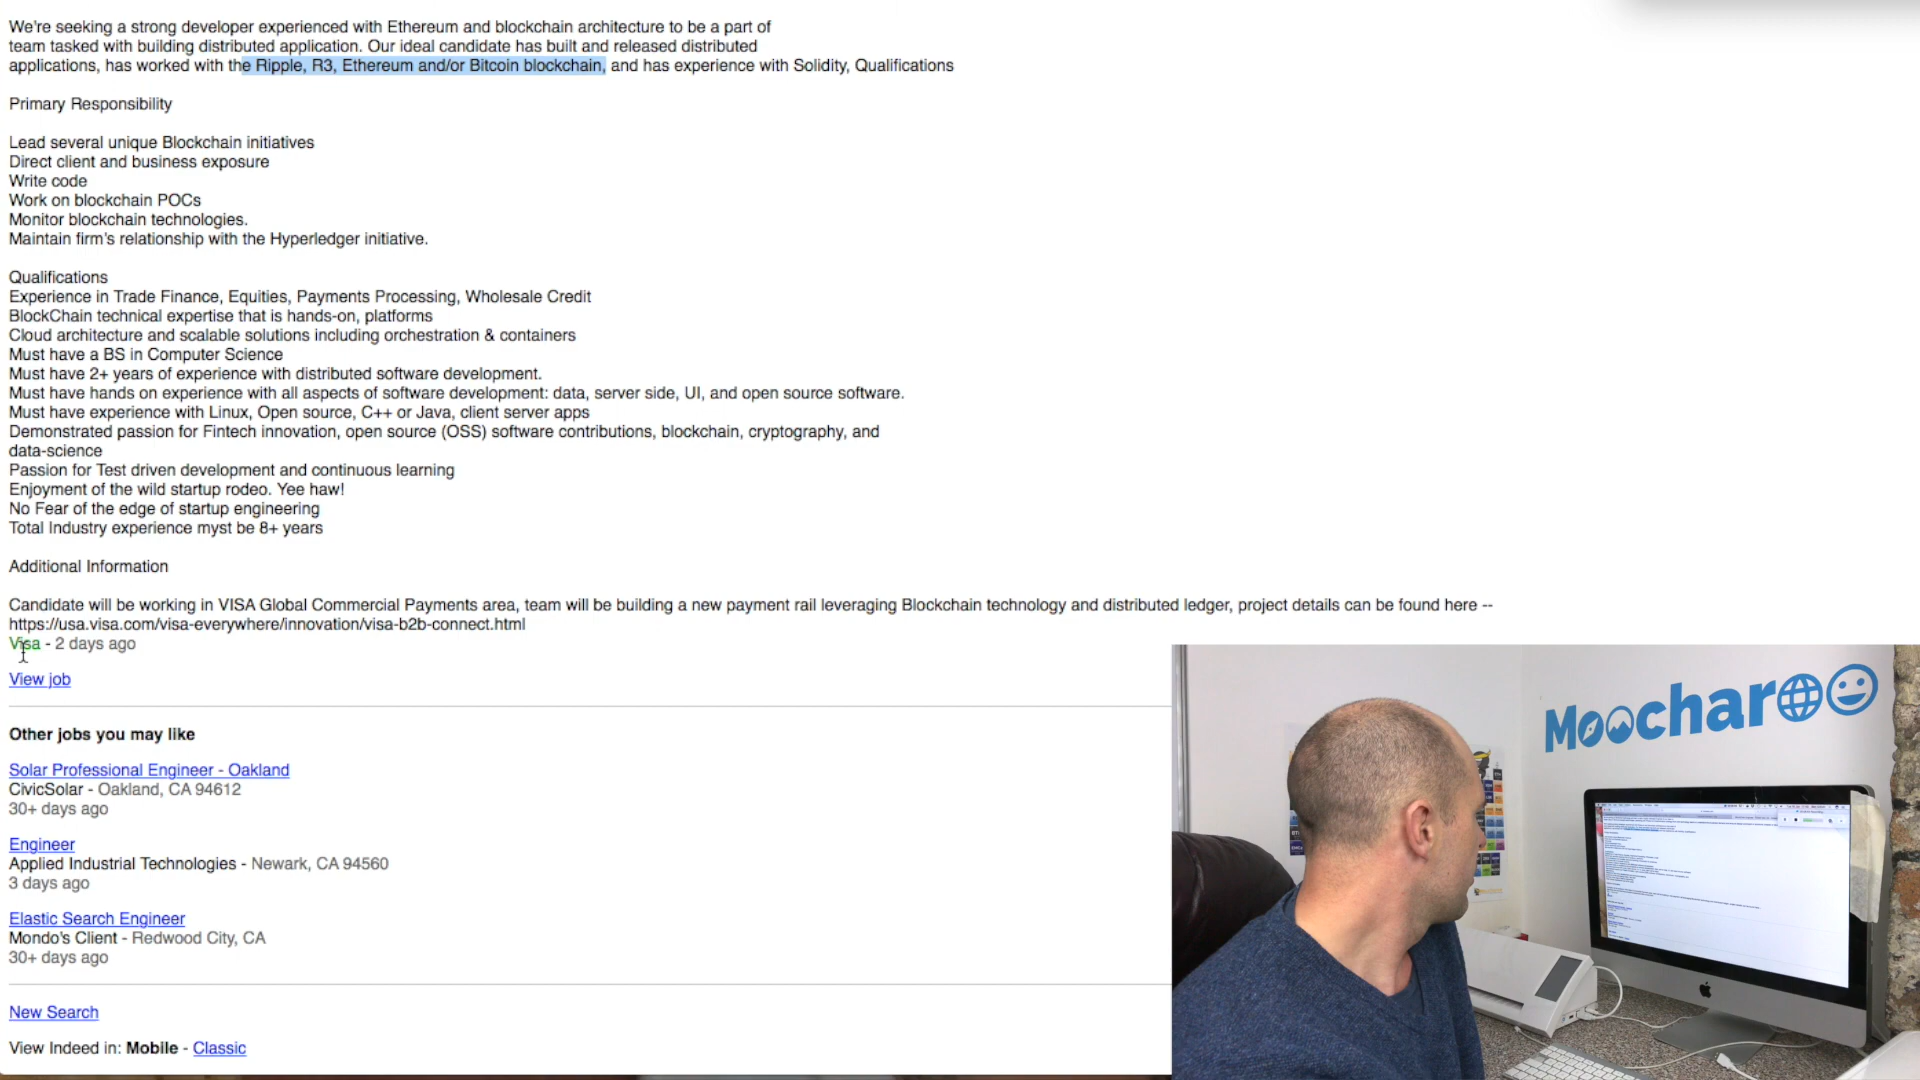 We're seeking a strong developer experienced with Ethereum and blockchain architecture to be a part of
team tasked with building distributed application. Our ideal candidate has built and released distributed
applications, has worked with the Ripple, R3, Ethereum and/or Bitcoin blockchain, and has experience with Solidity, Qualifications
Primary Responsibility
Lead several unique Blockchain initiatives
Direct client and business exposure
Write code
Work on blockchain POCs
Monitor blockchain technologies.
Maintain firm's relationship with the Hyperledger initiative.
Qualifications
Experience in Trade Finance, Equities, Payments Processing, Wholesale Credit
BlockChain technical expertise that is hands-on, platforms
Cloud architecture and scalable solutions including orchestration & containers
Must have a BS in Computer Science
Must have 2+ years of experience with distributed software development.
Must have hands on experience with all aspects of software development: data, server side, UI, and open source software.
Must have experience with Linux, Open source, C++ or Java, client server apps
Demonstrated passion for Fintech innovation, open source (OSS) software contributions, blockchain, cryptography, and
data-science
Passion for Test driven development and continuous learning
Enjoyment of the wild startup rodeo. Yee haw!
No Fear of the edge of startup engineering
Total Industry experience myst be 8+ years
Additional Information
Candidate will be working in VISA Global Commercial Payments area, team will be building a new payment rail leveraging Blockchain technology and distributed ledger, project details can be found here --
https://usa.visa.com/visa-everywhere/innovation/visa-b2b-connect.html
Visa - 2 days ago
View job
Other jobs you may like
Solar Professional Engineer - Oakland
CivicSolar - Oakland, CA 94612
30+ days ago
Engineer
Applied Industrial Technologies - Newark, CA 94560
3 days ago
Elastic Search Engineer
Mondo's Client - Redwood City, CA
30+ days ago
New Search
View Indeed in: Mobile - Classic
Moocharoo